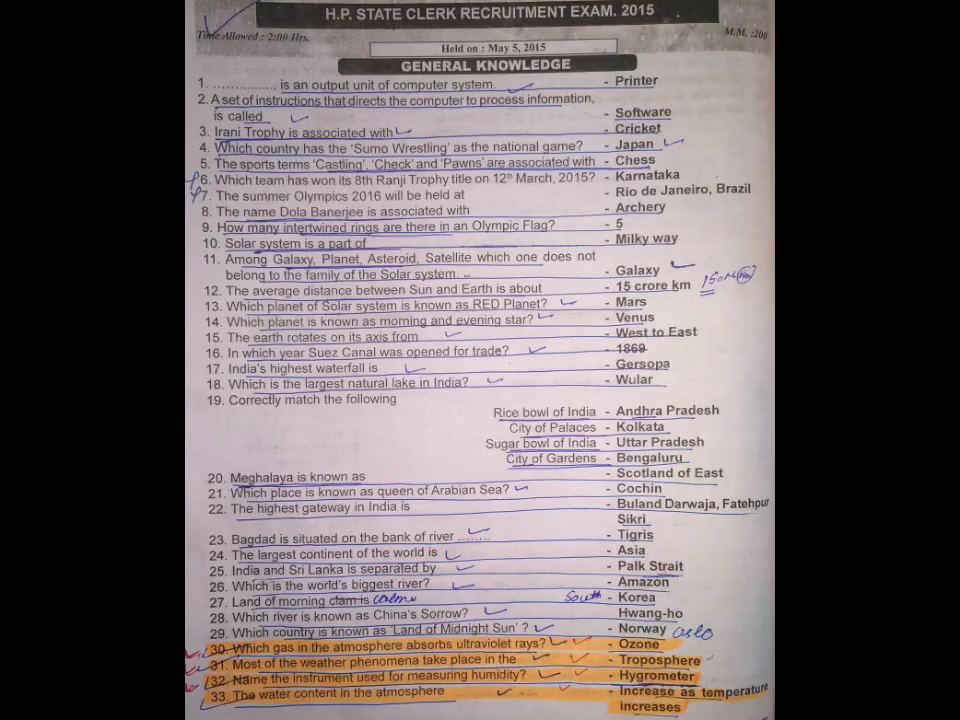 H.P. STATE CLERK RECRUITMENT EXAM. 2015
Time Allowed : 2:00 Hrs. M.M. :200
Held on : May 5, 2015
GENERAL KNOWLEDGE
1. ................ is an output unit of computer system. - Printer
2. A set of instructions that directs the computer to process information,
is called - Software
3. Irani Trophy is associated with - Cricket
4. Which country has the 'Sumo Wrestling' as the national game? - Japan
5. The sports terms 'Castling', 'Check' and 'Pawns' are associated with - Chess
6. Which team has won its 8th Ranji Trophy title on 12th March, 2015? - Karnataka
7. The summer Olympics 2016 will be held at - Rio de Janeiro, Brazil
8. The name Dola Banerjee is associated with - Archery
9. How many intertwined rings are there in an Olympic Flag? - 5
10. Solar system is a part of - Milky way
11. Among Galaxy, Planet, Asteroid, Satellite which one does not
belong to the family of the Solar system. - Galaxy
12. The average distance between Sun and Earth is about - 15 crore km 150M km
13. Which planet of Solar system is known as RED Planet? - Mars
14. Which planet is known as morning and evening star? - Venus
15. The earth rotates on its axis from - West to East
16. In which year Suez Canal was opened for trade? - 1869
17. India's highest waterfall is - Gersopa
18. Which is the largest natural lake in India? - Wular
19. Correctly match the following
Rice bowl of India - Andhra Pradesh
City of Palaces - Kolkata
Sugar bowl of India - Uttar Pradesh
City of Gardens - Bengaluru
20. Meghalaya is known as - Scotland of East
21. Which place is known as queen of Arabian Sea? - Cochin
22. The highest gateway in India is - Buland Darwaja, Fatehpur
Sikri
23. Bagdad is situated on the bank of river ........ - Tigris
24. The largest continent of the world is - Asia
25. India and Sri Lanka is separated by - Palk Strait
26. Which is the world's biggest river? - Amazon
27. Land of morning clam is calm South - Korea
28. Which river is known as China's Sorrow? Hwang-ho
29. Which country is known as 'Land of Midnight Sun' ? - Norway oslo
30. Which gas in the atmosphere absorbs ultraviolet rays? - Ozone
31. Most of the weather phenomena take place in the - Troposphere
32. Name the instrument used for measuring humidity? - Hygrometer
33. The water content in the atmosphere - Increase as temperature
increases